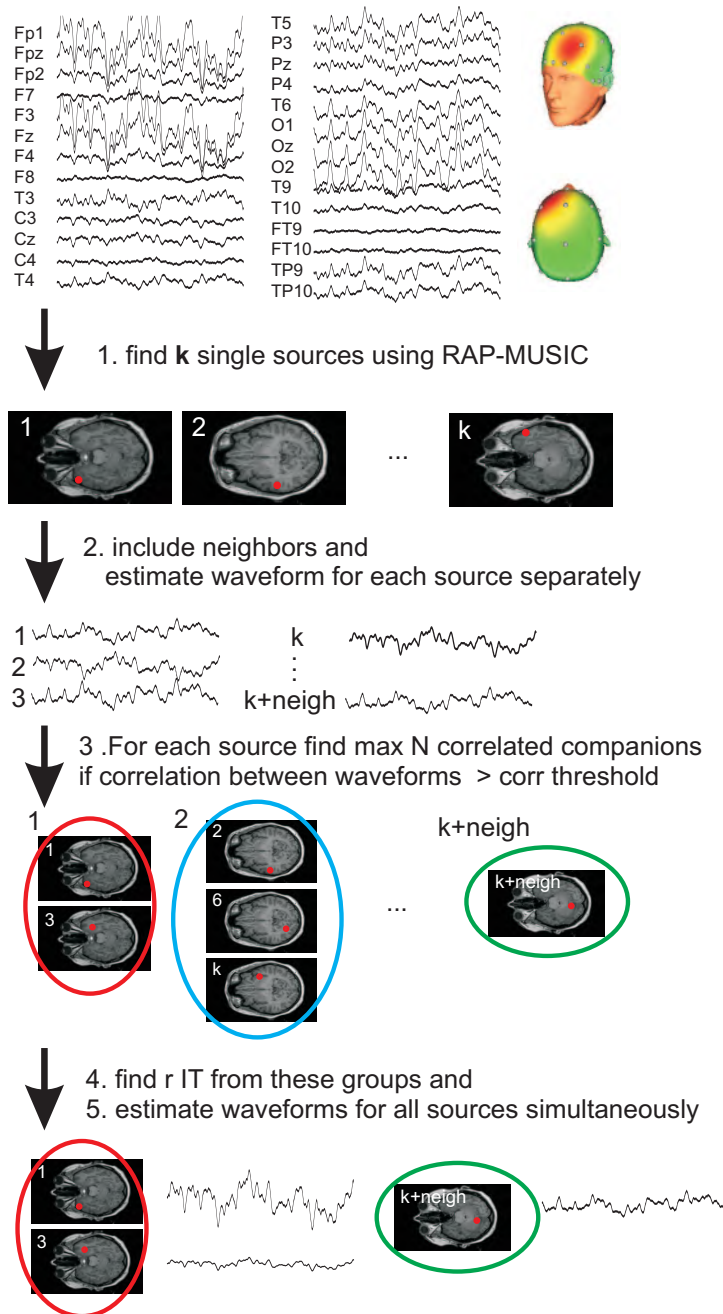 Fp1
Fpz
Fp2
F7
F3
Fz
F4
F8
T3
C3
Cz
C4
T4
T5
P3
Pz
P4
T6
O1
Oz
O2
T9
T10
FT9
FT10
TP9
TP10
1. find k single sources using RAP-MUSIC
1
2
...
k
2. include neighbors and
estimate waveform for each source separately
1
2
3
k
⋮
k+neigh
3 .For each source find max N correlated companions
if correlation between waveforms > corr threshold
1
1
3
2
2
6
k
...
k+neigh
k+neigh
4. find r IT from these groups and
5. estimate waveforms for all sources simultaneously
1
3
k+neigh